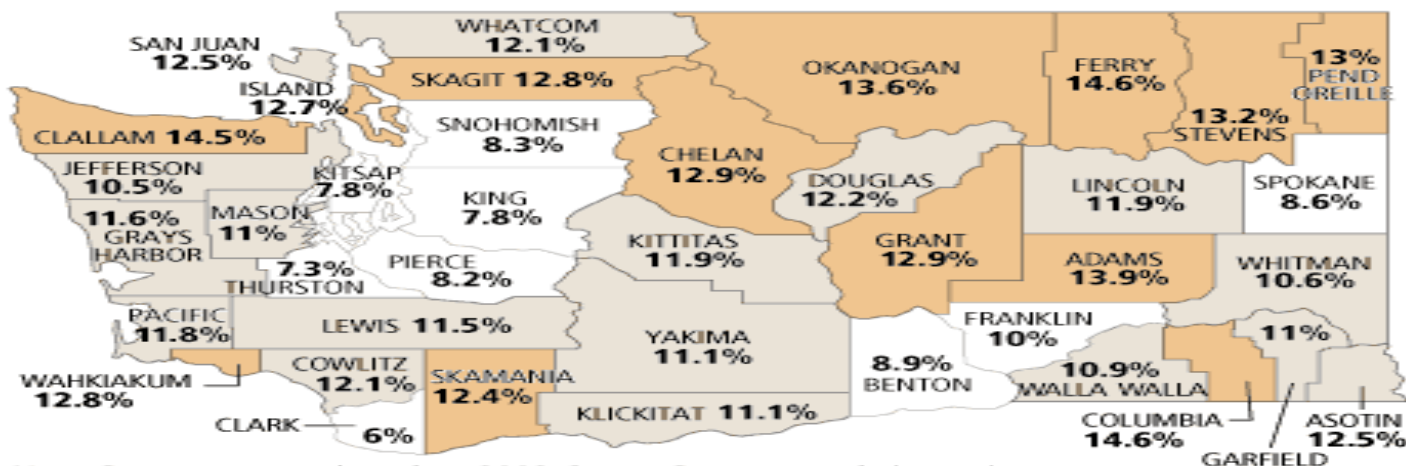 WHATCOM
12.1%
SAN JUAN
12.5%
SKAGIT 12.8%
ISLAND
12.7%
OKANOGAN
13.6%
FERRY
14.6%
13%
PEND
OREILLE
13.2%
STEVENS
CLALLAM 14.5%
SNOHOMISH
8.3%
JEFFERSON
10.5%
KITSAP
7.8%
CHELAN
12.9%
DOUGLAS
12.2%
LINCOLN
11.9%
SPOKANE
8.6%
11.6%
GRAYS
HARBOR
MASON
11%
KING
7.8%
KITTITAS
11.9%
GRANT
12.9%
ADAMS
13.9%
WHITMAN
10.6%
7.3%
THURSTON
PIERCE
8.2%
PACIFIC
11.8%
LEWIS 11.5%
YAKIMA
11.1%
FRANKLIN
10%
8.9%
BENTON
10.9%
WALLA WALLA
11%
WAHKIAKUM
12.8%
COWLITZ
12.1%
SKAMANIA
12.4%
KLICKITAT 11.1%
CLARK
6%
COLUMBIA
14.6%
GARFIELD
ASOTIN
12.5%